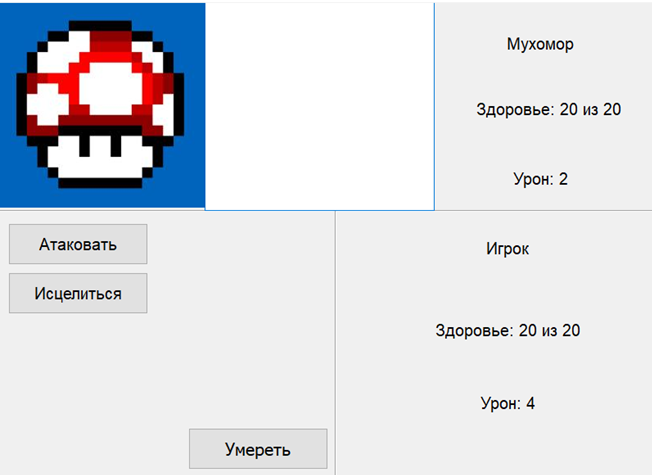 Мухомор
Здоровье: 20 из 20
Урон: 2
Атаковать
Исцелиться
Умереть
Игрок
Здоровье: 20 из 20
Урон: 4